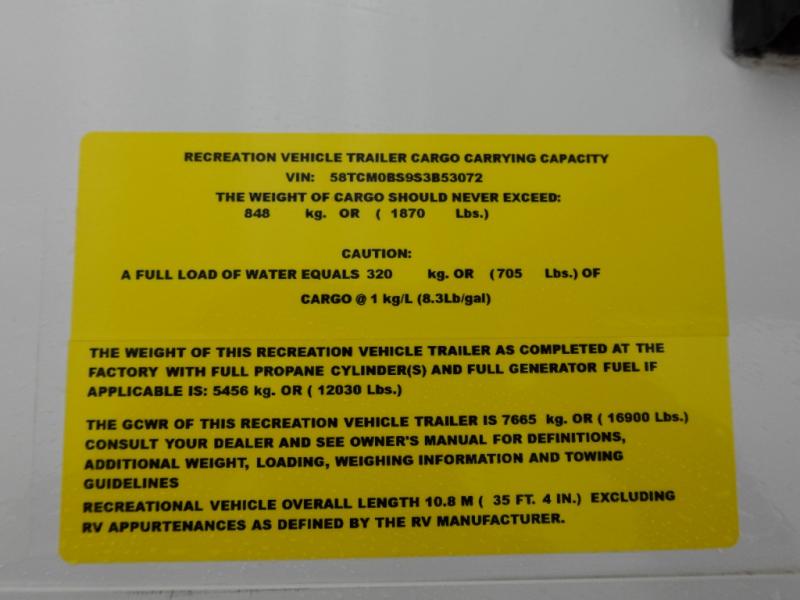 RECREATION VEHICLE TRAILER CARGO CARRYING CAPACITY
VIN: 58TCM0BS9S3B53072
THE WEIGHT OF CARGO SHOULD NEVER EXCEED:
848 kg. OR ( 1870 Lbs.)
CAUTION:
A FULL LOAD OF WATER EQUALS 320 kg. OR (705 Lbs.) OF
CARGO @ 1 kg/L (8.3Lb/gal)
THE WEIGHT OF THIS RECREATION VEHICLE TRAILER AS COMPLETED AT THE
FACTORY WITH FULL PROPANE CYLINDER(S) AND FULL GENERATOR FUEL IF
APPLICABLE IS: 5456 kg. OR ( 12030 Lbs.)
THE GCWR OF THIS RECREATION VEHICLE TRAILER IS 7665 kg. OR ( 16900 Lbs.)
CONSULT YOUR DEALER AND SEE OWNER'S MANUAL FOR DEFINITIONS,
ADDITIONAL WEIGHT, LOADING, WEIGHING INFORMATION AND TOWING
GUIDELINES
RECREATIONAL VEHICLE OVERALL LENGTH 10.8 M ( 35 FT. 4 IN.) EXCLUDING
RV APPURTENANCES AS DEFINED BY THE RV MANUFACTURER.